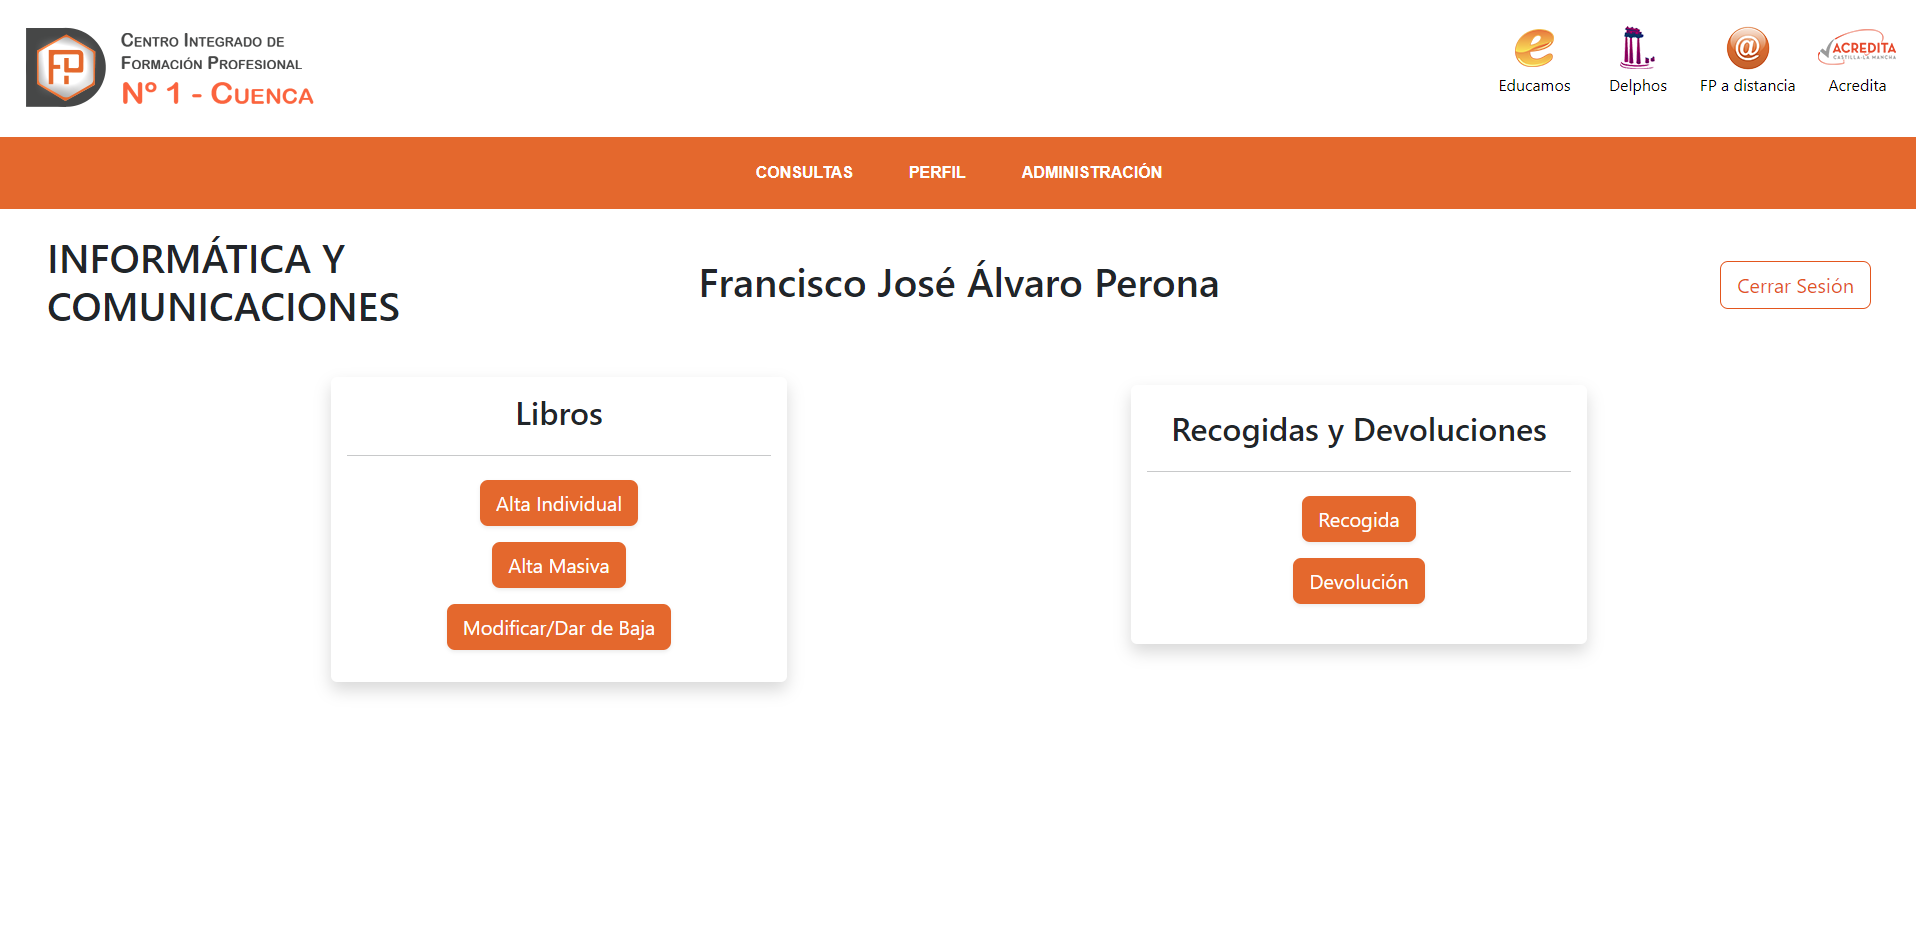 CENTRO INTEGRADO DE
FORMACIÓN PROFESIONAL
Nº 1 - CUENCA
FP
e
Educamos
Delphos
@
FP a distancia
ACREDITA
CASTILLA-LA MANCHA
Acredita
CONSULTAS
PERFIL
ADMINISTRACIÓN
INFORMÁTICA Y
COMUNICACIONES
Francisco José Álvaro Perona
Cerrar Sesión
Libros
Alta Individual
Alta Masiva
Modificar/Dar de Baja
Recogidas y Devoluciones
Recogida
Devolución